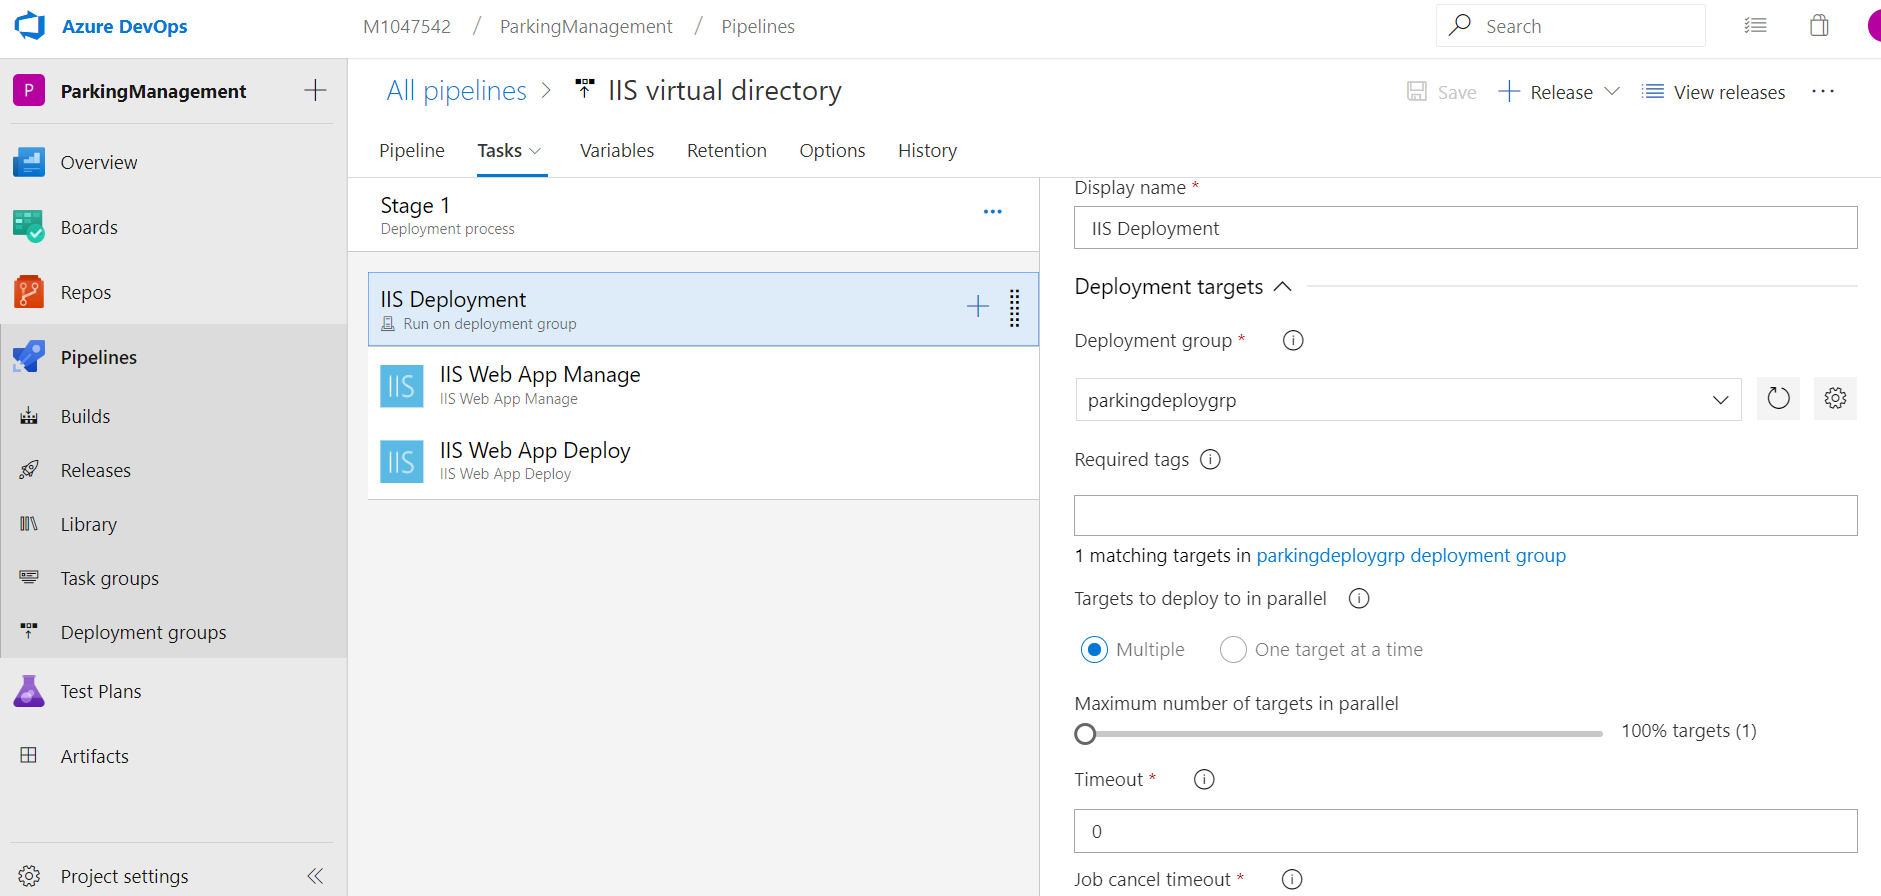 Azure DevOps
M1047542 / ParkingManagement / Pipelines
Search
P ParkingManagement
All pipelines > IIS virtual directory
Save
Release
View releases
Pipeline Tasks Variables Retention Options History
Overview
Boards
Repos
Pipelines
Builds
Releases
Library
Task groups
Deployment groups
Test Plans
Artifacts
Project settings
Stage 1
Deployment process
IIS Deployment
Run on deployment group
IIS
IIS Web App Manage
IIS Web App Manage
IIS
IIS Web App Deploy
IIS Web App Deploy
Display name *
IIS Deployment
Deployment targets
Deployment group *
parkingdeploygrp
Required tags
1 matching targets in parkingdeploygrp deployment group
Targets to deploy to in parallel
Multiple One target at a time
Maximum number of targets in parallel
100% targets (1)
Timeout *
0
Job cancel timeout *